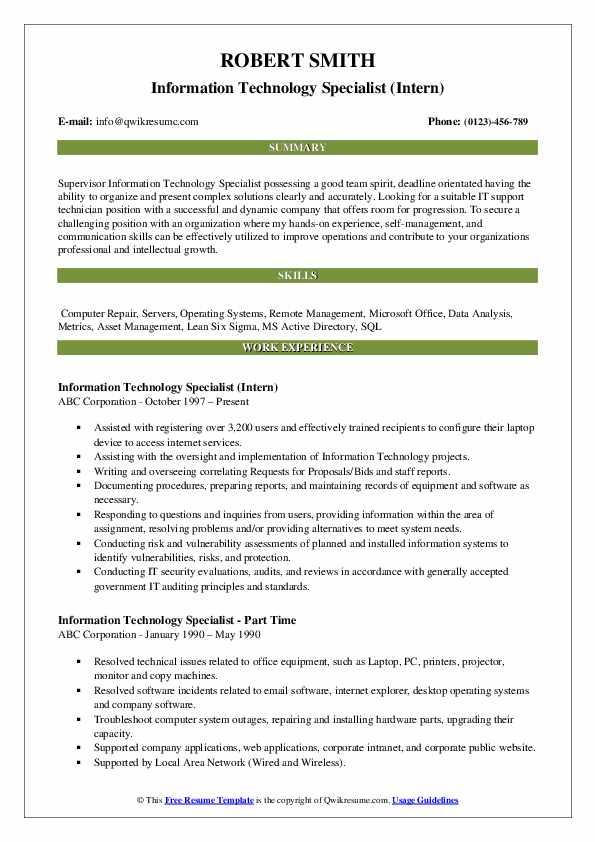 ROBERT SMITH
Information Technology Specialist (Intern)
E-mail: info@qwikresume.com
Phone: (0123)-456-789
SUMMARY
Supervisor Information Technology Specialist possessing a good team spirit, deadline orientated having the
ability to organize and present complex solutions clearly and accurately. Looking for a suitable IT support
technician position with a successful and dynamic company that offers room for progression. To secure a
challenging position with an organization where my hands-on experience, self-management, and
communication skills can be effectively utilized to improve operations and contribute to your organizations
professional and intellectual growth.
SKILLS
Computer Repair, Servers, Operating Systems, Remote Management, Microsoft Office, Data Analysis,
Metrics, Asset Management, Lean Six Sigma, MS Active Directory, SQL
WORK EXPERIENCE
Information Technology Specialist (Intern)
ABC Corporation - October 1997 – Present
▪ Assisted with registering over 3,200 users and effectively trained recipients to configure their laptop
device to access internet services.
▪ Assisting with the oversight and implementation of Information Technology projects.
▪ Writing and overseeing correlating Requests for Proposals/Bids and staff reports.
▪ Documenting procedures, preparing reports, and maintaining records of equipment and software as
necessary.
▪ Responding to questions and inquiries from users, providing information within the area of
assignment, resolving problems and/or providing alternatives to meet system needs.
▪ Conducting risk and vulnerability assessments of planned and installed information systems to
identify vulnerabilities, risks, and protection.
▪ Conducting IT security evaluations, audits, and reviews in accordance with generally accepted
government IT auditing principles and standards.
Information Technology Specialist - Part Time
ABC Corporation - January 1990 – May 1990
▪ Resolved technical issues related to office equipment, such as Laptop, PC, printers, projector,
monitor and copy machines.
▪ Resolved software incidents related to email software, internet explorer, desktop operating systems
and company software.
▪ Troubleshoot computer system outages, repairing and installing hardware parts, upgrading their
capacity.
▪ Supported company applications, web applications, corporate intranet, and corporate public website.
▪ Supported by Local Area Network (Wired and Wireless).
© This Free Resume Template is the copyright of Qwikresume.com. Usage Guidelines